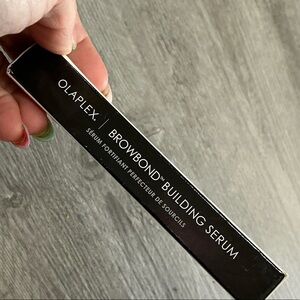 OLAPLEX. | BROWBOND™ BUILDING SERUM
SÉRUM FORTIFIANT PERFECTEUR DE SOURCILS